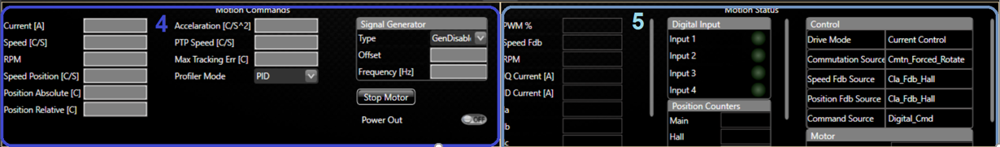 Motion Commands
4
Current [A]
Speed [C/S]
RPM
Speed Position [C/S]
Position Absolute [C]
Position Relative [C]
Accelaration [C/S^2]
PTP Speed [C/S]
Max Tracking Err [C]
Profiler Mode PID
Signal Generator
Type GenDisabl
Offset
Frequency [Hz]
Stop Motor
Power Out OFF
Motion Status
5
PWM %
Speed Fdb
RPM
Q Current [A]
D Current [A]
a
b
c
Digital Input
Input 1
Input 2
Input 3
Input 4
Position Counters
Main
Hall
Control
Drive Mode Current Control
Commutation Source Cmtn_Forced_Rotate
Speed Fdb Source Cla_Fdb_Hall
Position Fdb Source Cla_Fdb_Hall
Command Source Digital_Cmd
Motor